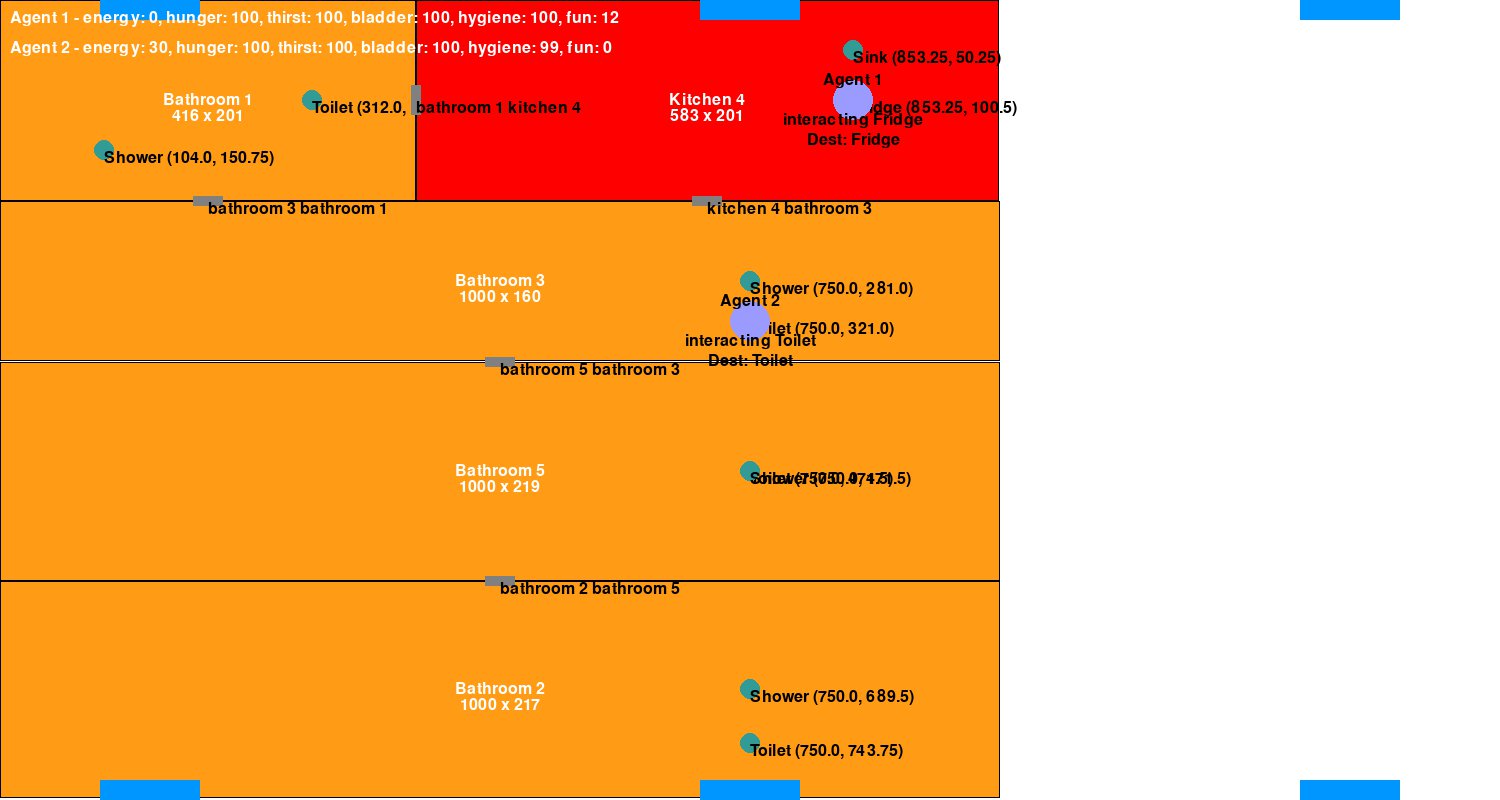 Agent 1 - energy: 0, hunger: 100, thirst: 100, bladder: 100, hygiene: 100, fun: 12
Agent 2 - energy: 30, hunger: 100, thirst: 100, bladder: 100, hygiene: 99, fun: 0
Sink (853.25, 50.25)
Agent 1
Bathroom 1
416 x 201
Toilet (312.0,
bathroom 1 kitchen 4
Kitchen 4
583 x 201
(853.25, 100.5)
interacting Fridge
Dest: Fridge
Shower (104.0, 150.75)
bathroom 3 bathroom 1
kitchen 4 bathroom 3
Bathroom 3
1000 x 160
Shower (750.0, 281.0)
Agent 2
(750.0, 321.0)
interacting Toilet
Dest: Toilet
bathroom 5 bathroom 3
Bathroom 5
1000 x 219
bathroom 2 bathroom 5
Bathroom 2
1000 x 217
Shower (750.0, 689.5)
Toilet (750.0, 743.75)